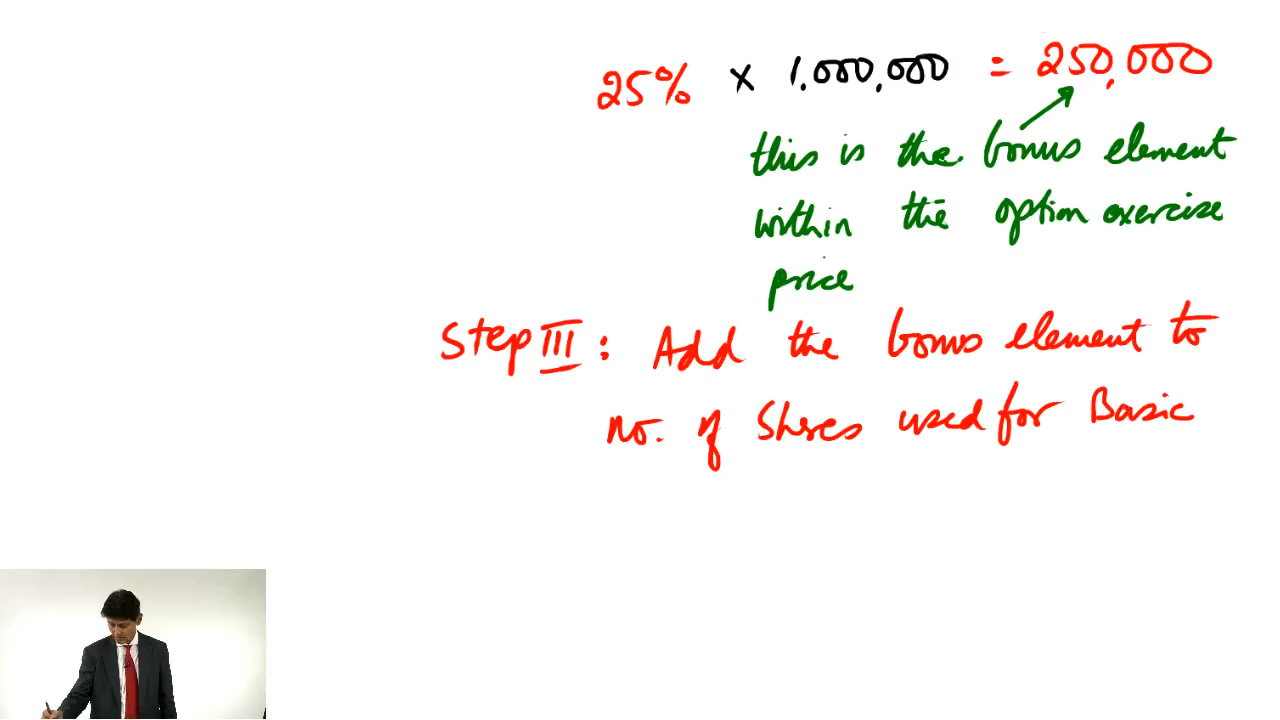 25% × 1.000,000 = 250,000
this is the bonus element
within the option exercise
price
Step III : Add the bonus element to
no. of Shares used for Basic